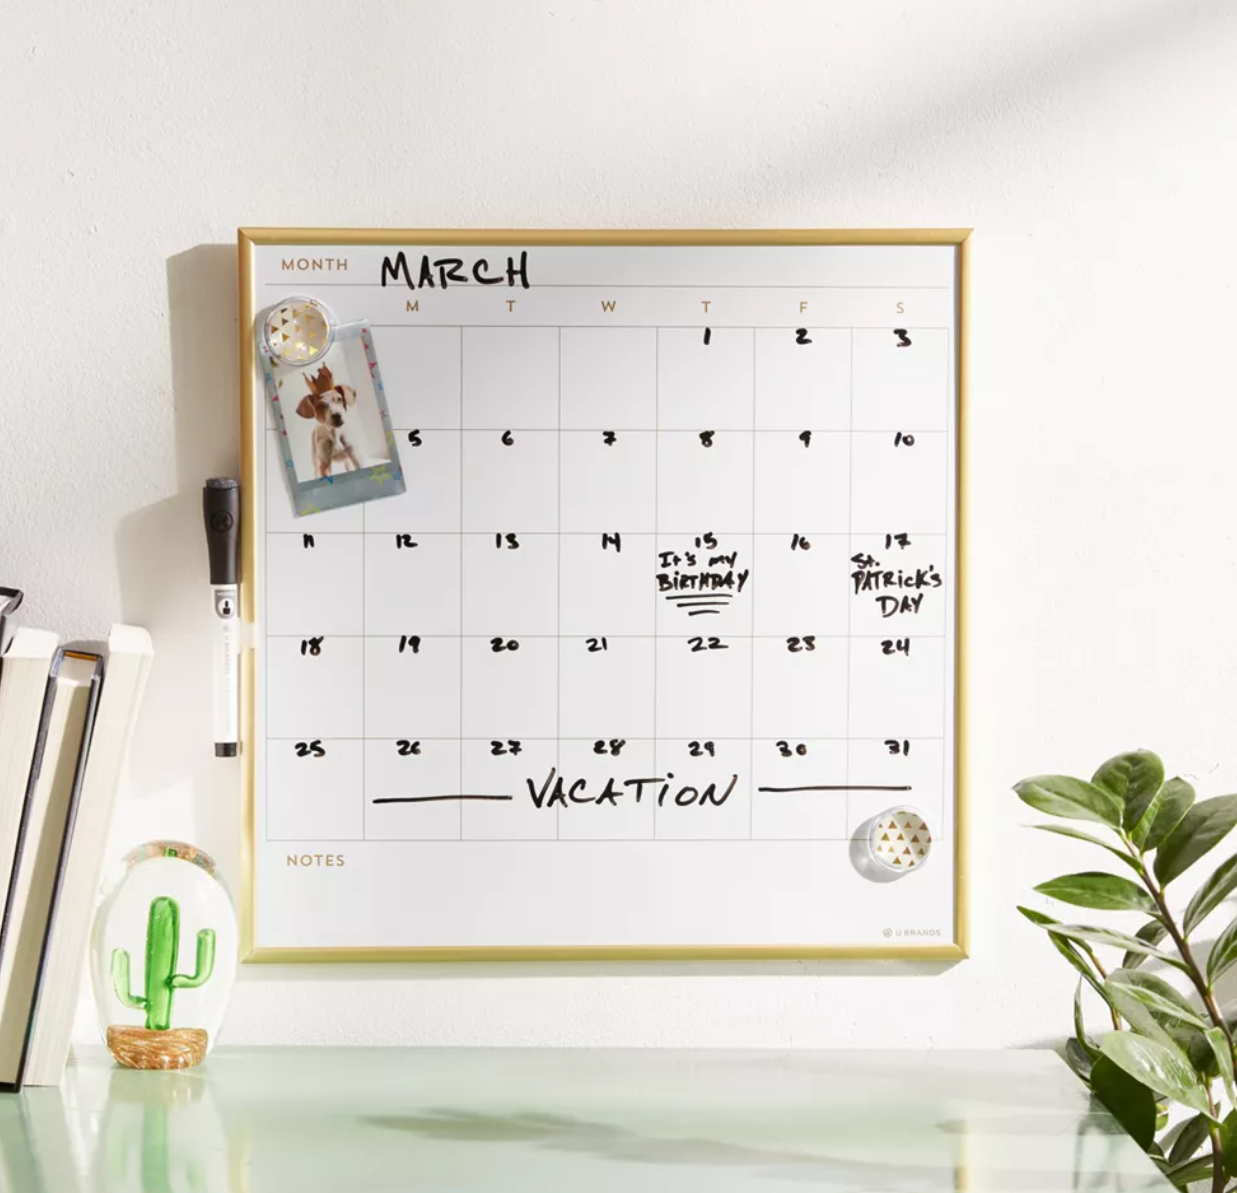 MONTH MARCH
M T W T F S
1 2 3
5 6 7 8 9 10
11 12 13 14 15 16 17
It's my
BIRTHDAY
St.
PATRick's
DAY
18 19 20 21 22 23 24
25 26 27 28 29 30 31
VACATiON
NOTES
U BRANDS